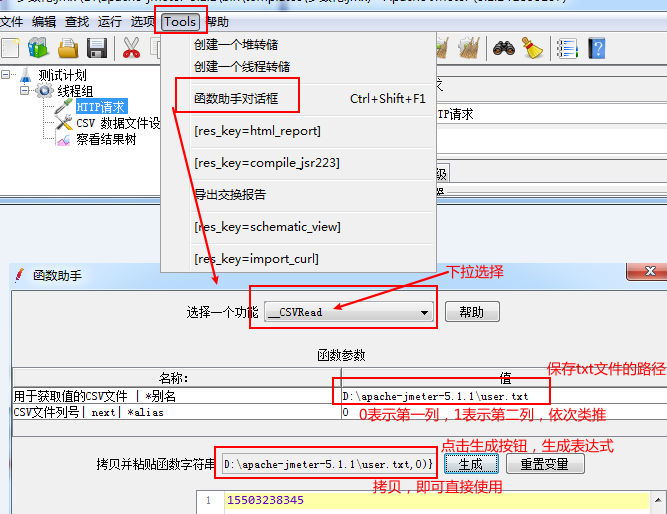 文件 编辑 查找 运行 选项 Tools 帮助
创建一个堆转储
创建一个线程转储
函数助手对话框 Ctrl+Shift+F1
[res_key=html_report]
[res_key=compile_jsr223]
导出交换报告
[res_key=schematic_view]
[res_key=import_curl]
测试计划
线程组
HTTP请求
CSV 数据文件设
察看结果树
求
TP请求
级
函数助手
下拉选择
选择一个功能 __CSVRead 帮助
函数参数
名称: 值
保存txt文件的路径
用于获取值的CSV文件 | *别名 D:\apache-jmeter-5.1.1\user.txt
CSV文件列号| next| *alias 0
0表示第一列，1表示第二列，依次类推
点击生成按钮，生成表达式
拷贝并粘贴函数字符串 D:\apache-jmeter-5.1.1\user.txt,0)} 生成 重置变量
拷贝，即可直接使用
1 15503238345